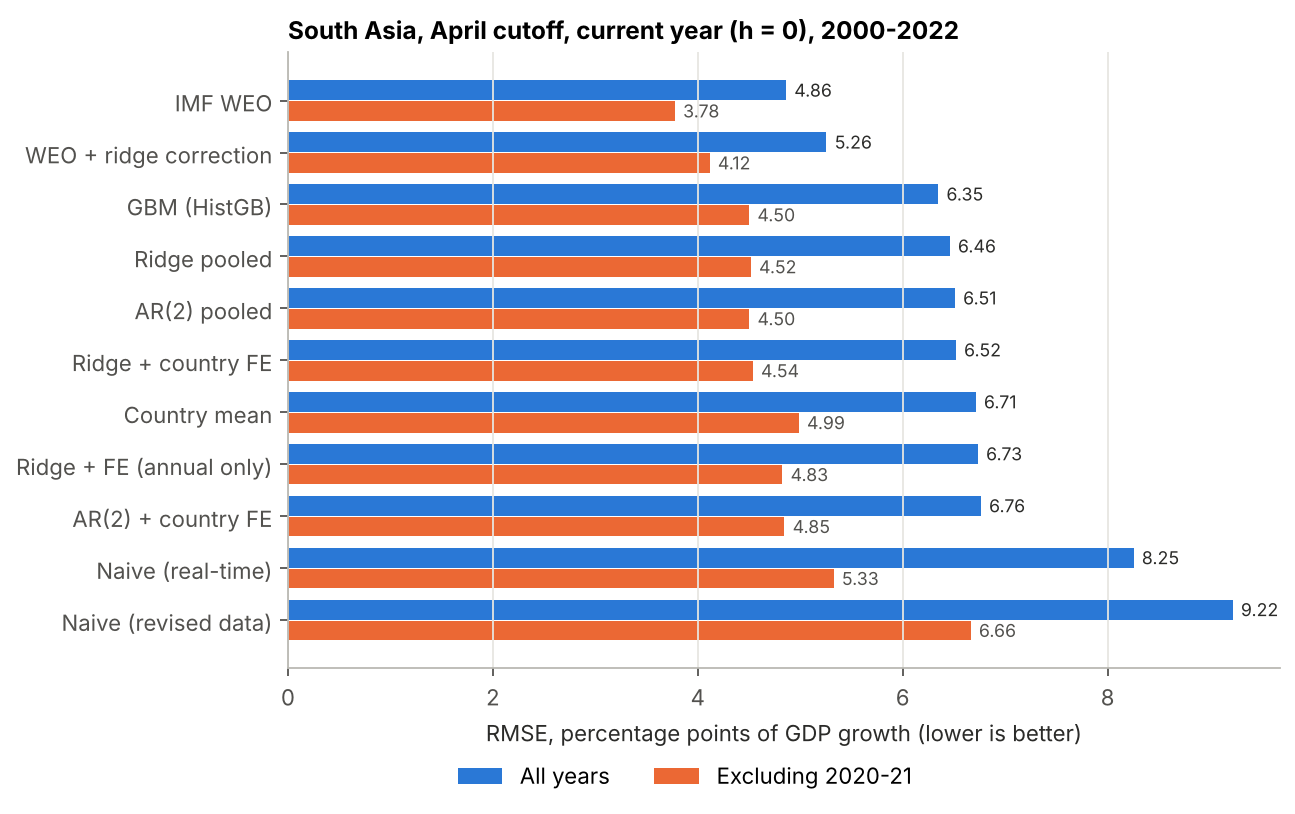 South Asia, April cutoff, current year (h = 0), 2000-2022
IMF WEO
4.86
3.78
WEO + ridge correction
5.26
4.12
GBM (HistGB)
6.35
4.50
Ridge pooled
6.46
4.52
AR(2) pooled
6.51
4.50
Ridge + country FE
6.52
4.54
Country mean
6.71
4.99
Ridge + FE (annual only)
6.73
4.83
AR(2) + country FE
6.76
4.85
Naive (real-time)
8.25
5.33
Naive (revised data)
9.22
6.66
0 2 4 6 8
RMSE, percentage points of GDP growth (lower is better)
All years Excluding 2020-21